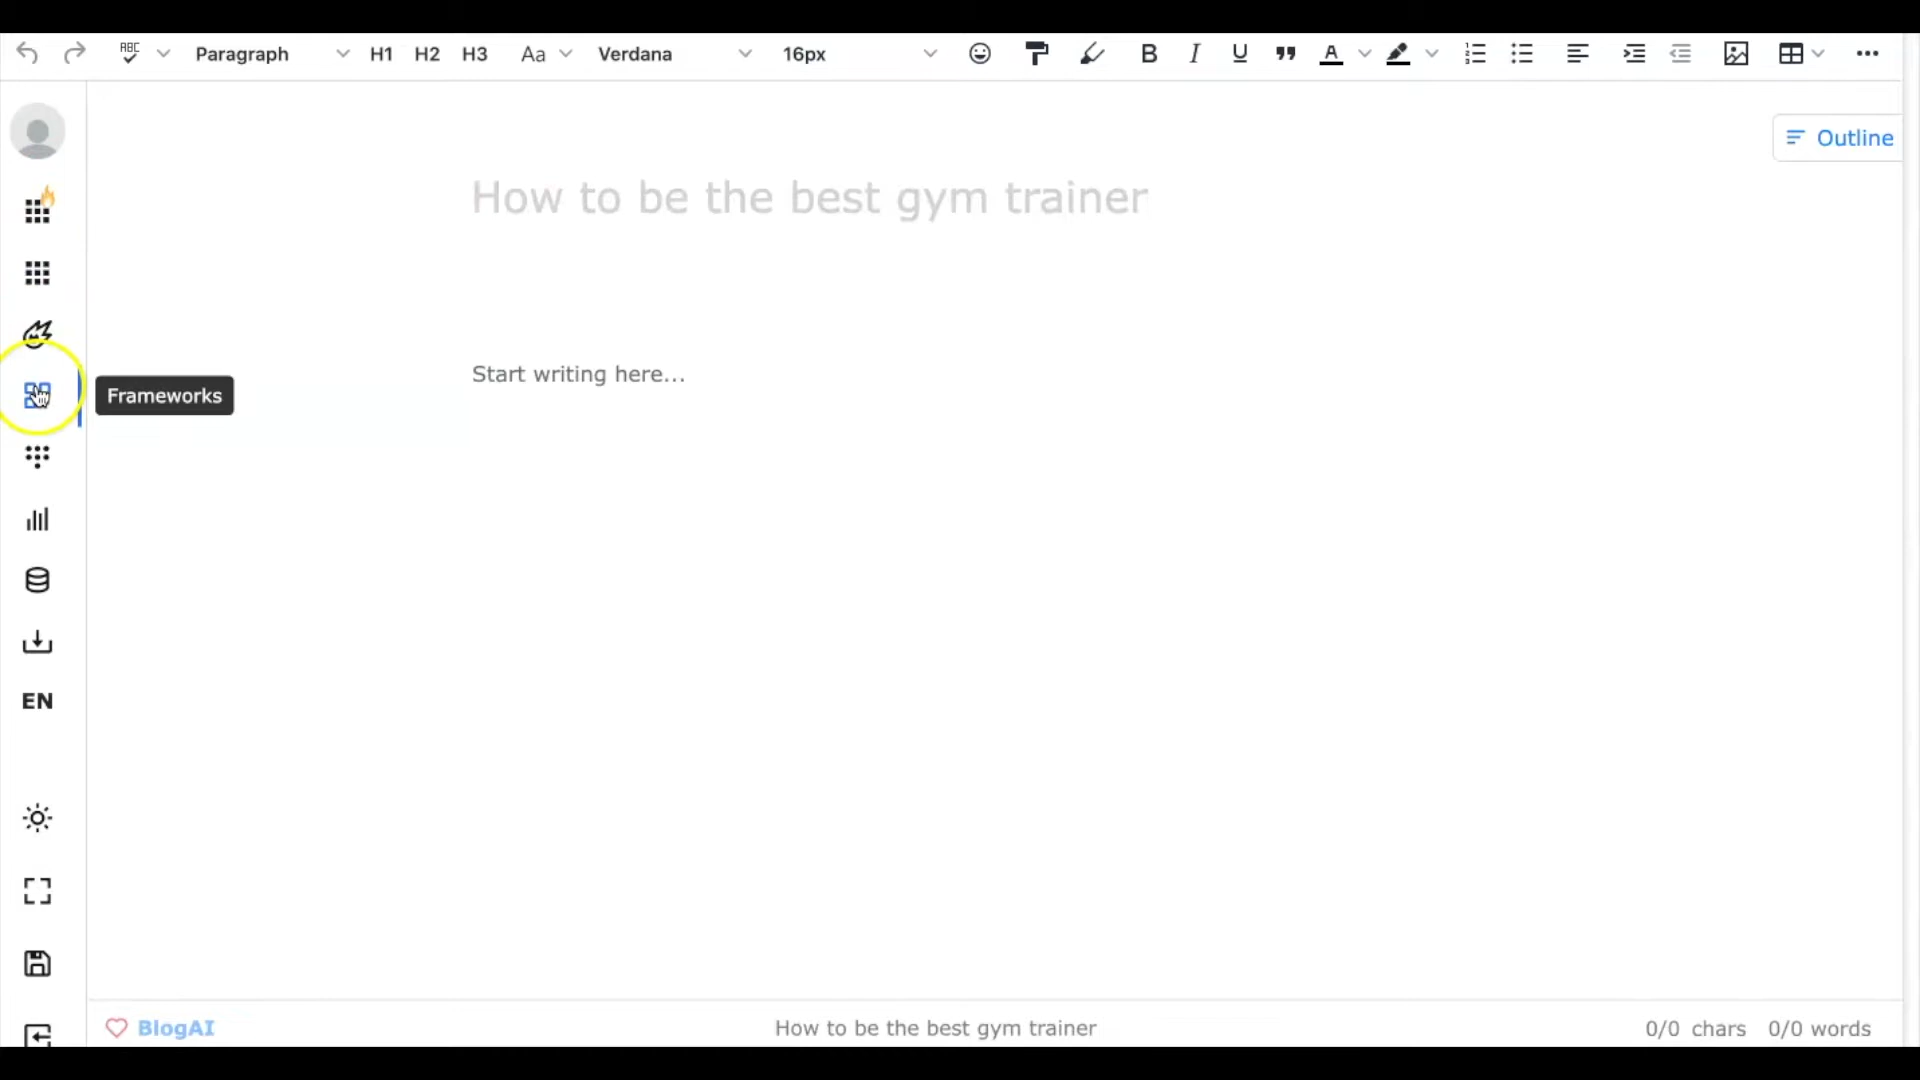 ABC Paragraph H1 H2 H3 Aa Verdana 16px B I U A
Outline
How to be the best gym trainer
Start writing here...
Frameworks
EN
BlogAI How to be the best gym trainer 0/0 chars 0/0 words